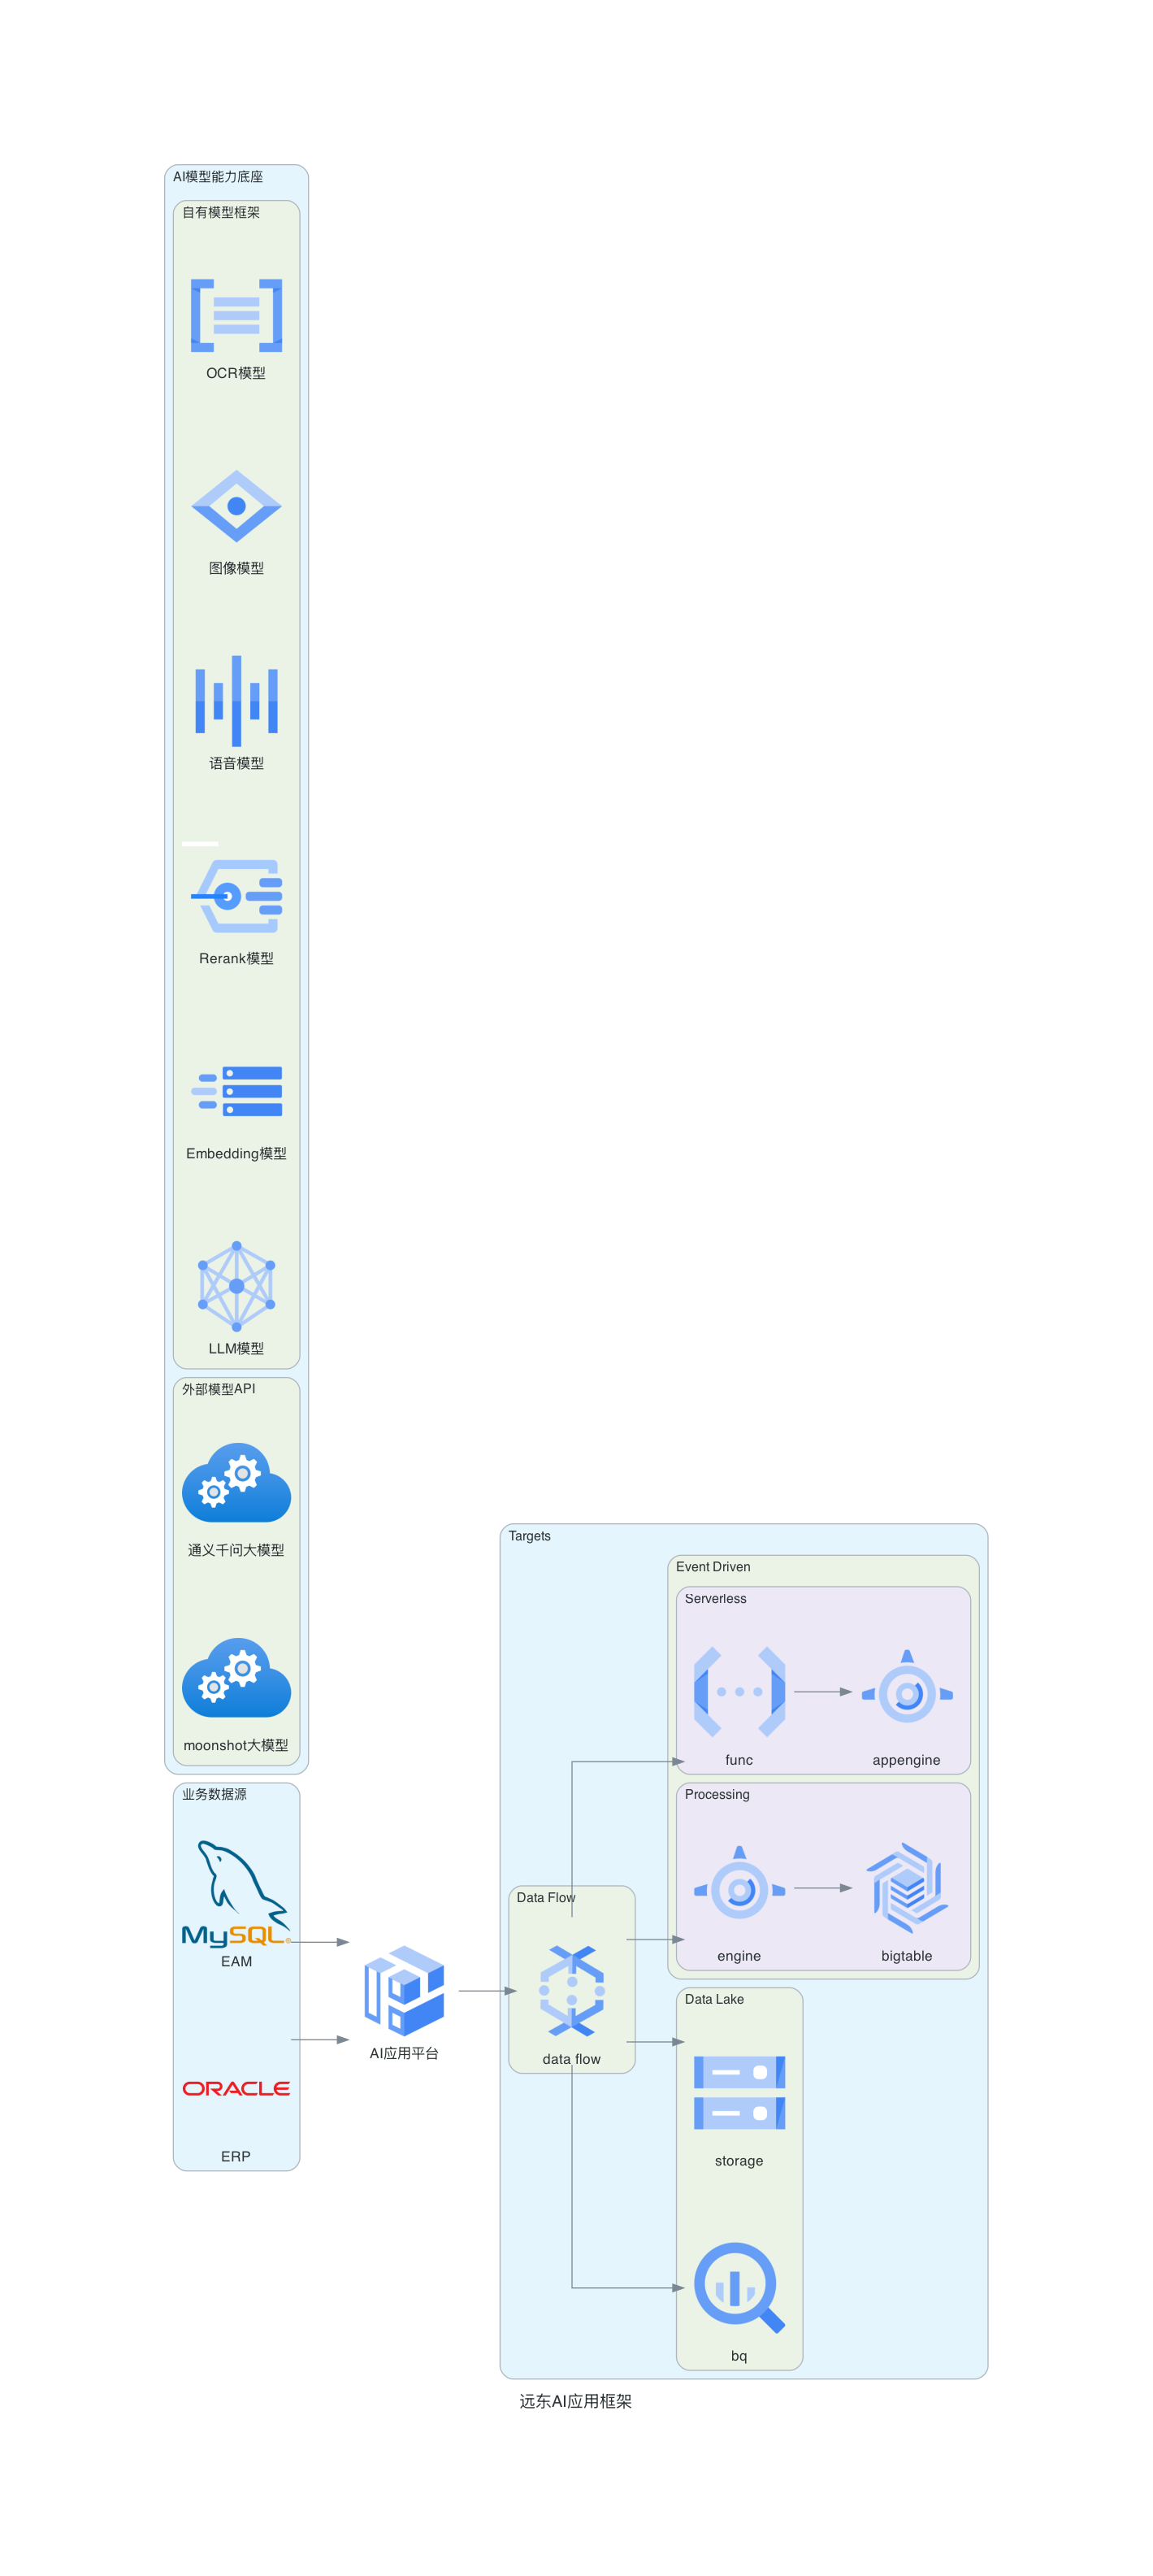 AI模型能力底座
自有模型框架
OCR模型
图像模型
语音模型
Rerank模型
Embedding模型
LLM模型
外部模型API
通义千问大模型
moonshot大模型
业务数据源
MySQL
EAM
ORACLE
ERP
AI应用平台
Targets
Event Driven
Serverless
func
appengine
Processing
engine
bigtable
Data Flow
data flow
Data Lake
storage
bq
远东AI应用框架